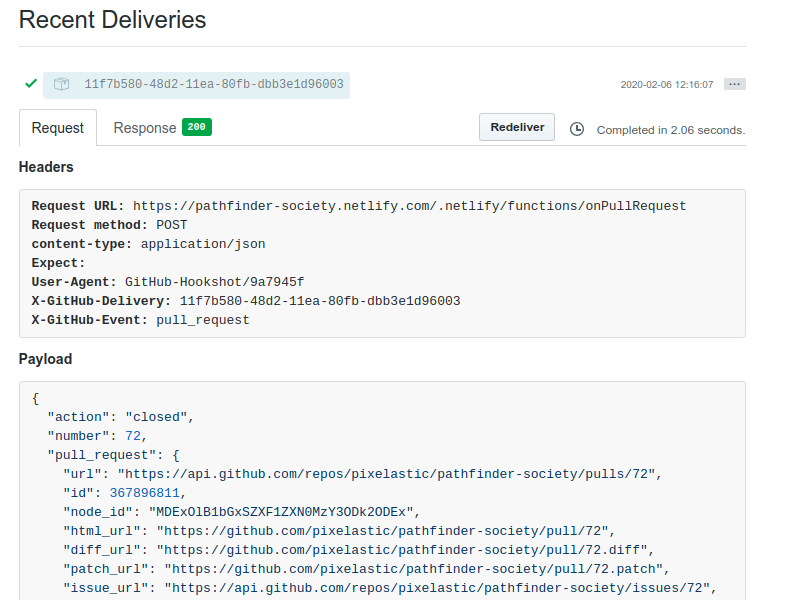 Recent Deliveries
11f7b580-48d2-11ea-80fb-dbb3e1d96003 2020-02-06 12:16:07 ...
Request Response 200 Redeliver Completed in 2.06 seconds.
Headers
Request URL: https://pathfinder-society.netlify.com/.netlify/functions/onPullRequest
Request method: POST
content-type: application/json
Expect:
User-Agent: GitHub-Hookshot/9a7945f
X-GitHub-Delivery: 11f7b580-48d2-11ea-80fb-dbb3e1d96003
X-GitHub-Event: pull_request
Payload
{
"action": "closed",
"number": 72,
"pull_request": {
"url": "https://api.github.com/repos/pixelastic/pathfinder-society/pulls/72",
"id": 367896811,
"node_id": "MDExOlB1bGxSZXF1ZXN0MzY3ODk2ODEx",
"html_url": "https://github.com/pixelastic/pathfinder-society/pull/72",
"diff_url": "https://github.com/pixelastic/pathfinder-society/pull/72.diff",
"patch_url": "https://github.com/pixelastic/pathfinder-society/pull/72.patch",
"issue_url": "https://api.github.com/repos/pixelastic/pathfinder-society/issues/72",